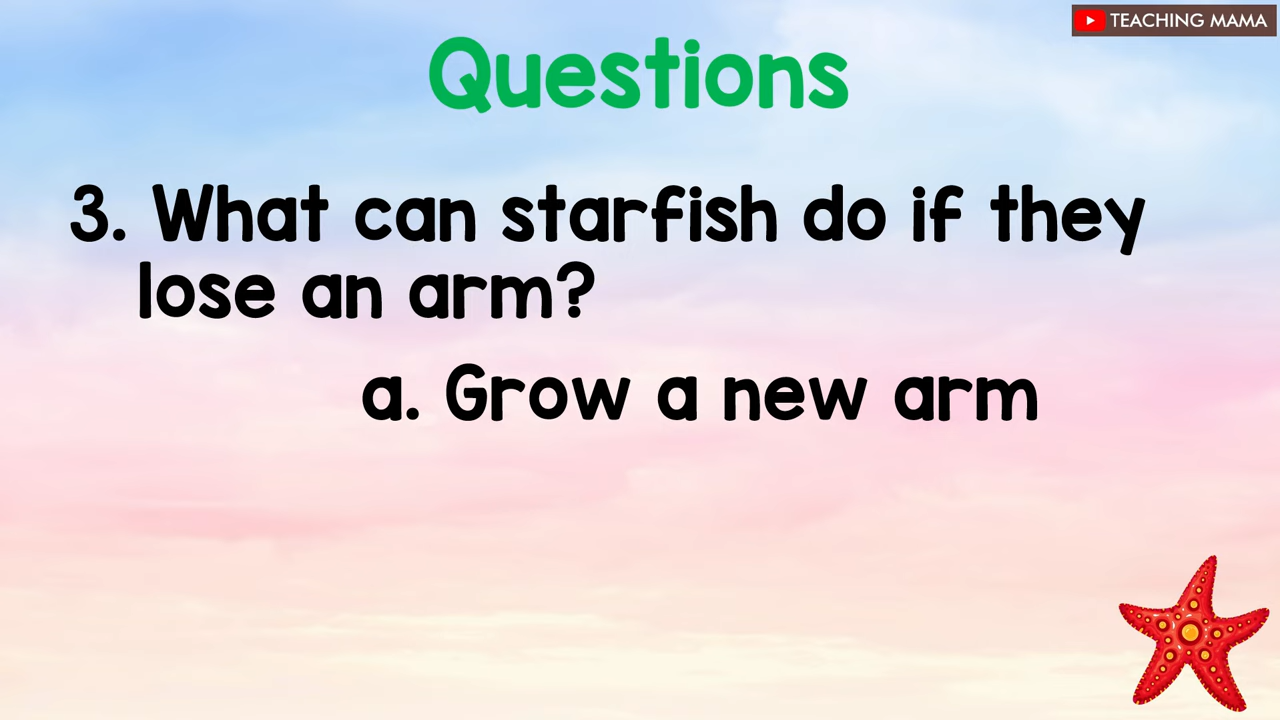 TEACHING MAMA
Questions
3. What can starfish do if they
lose an arm?
a. Grow a new arm